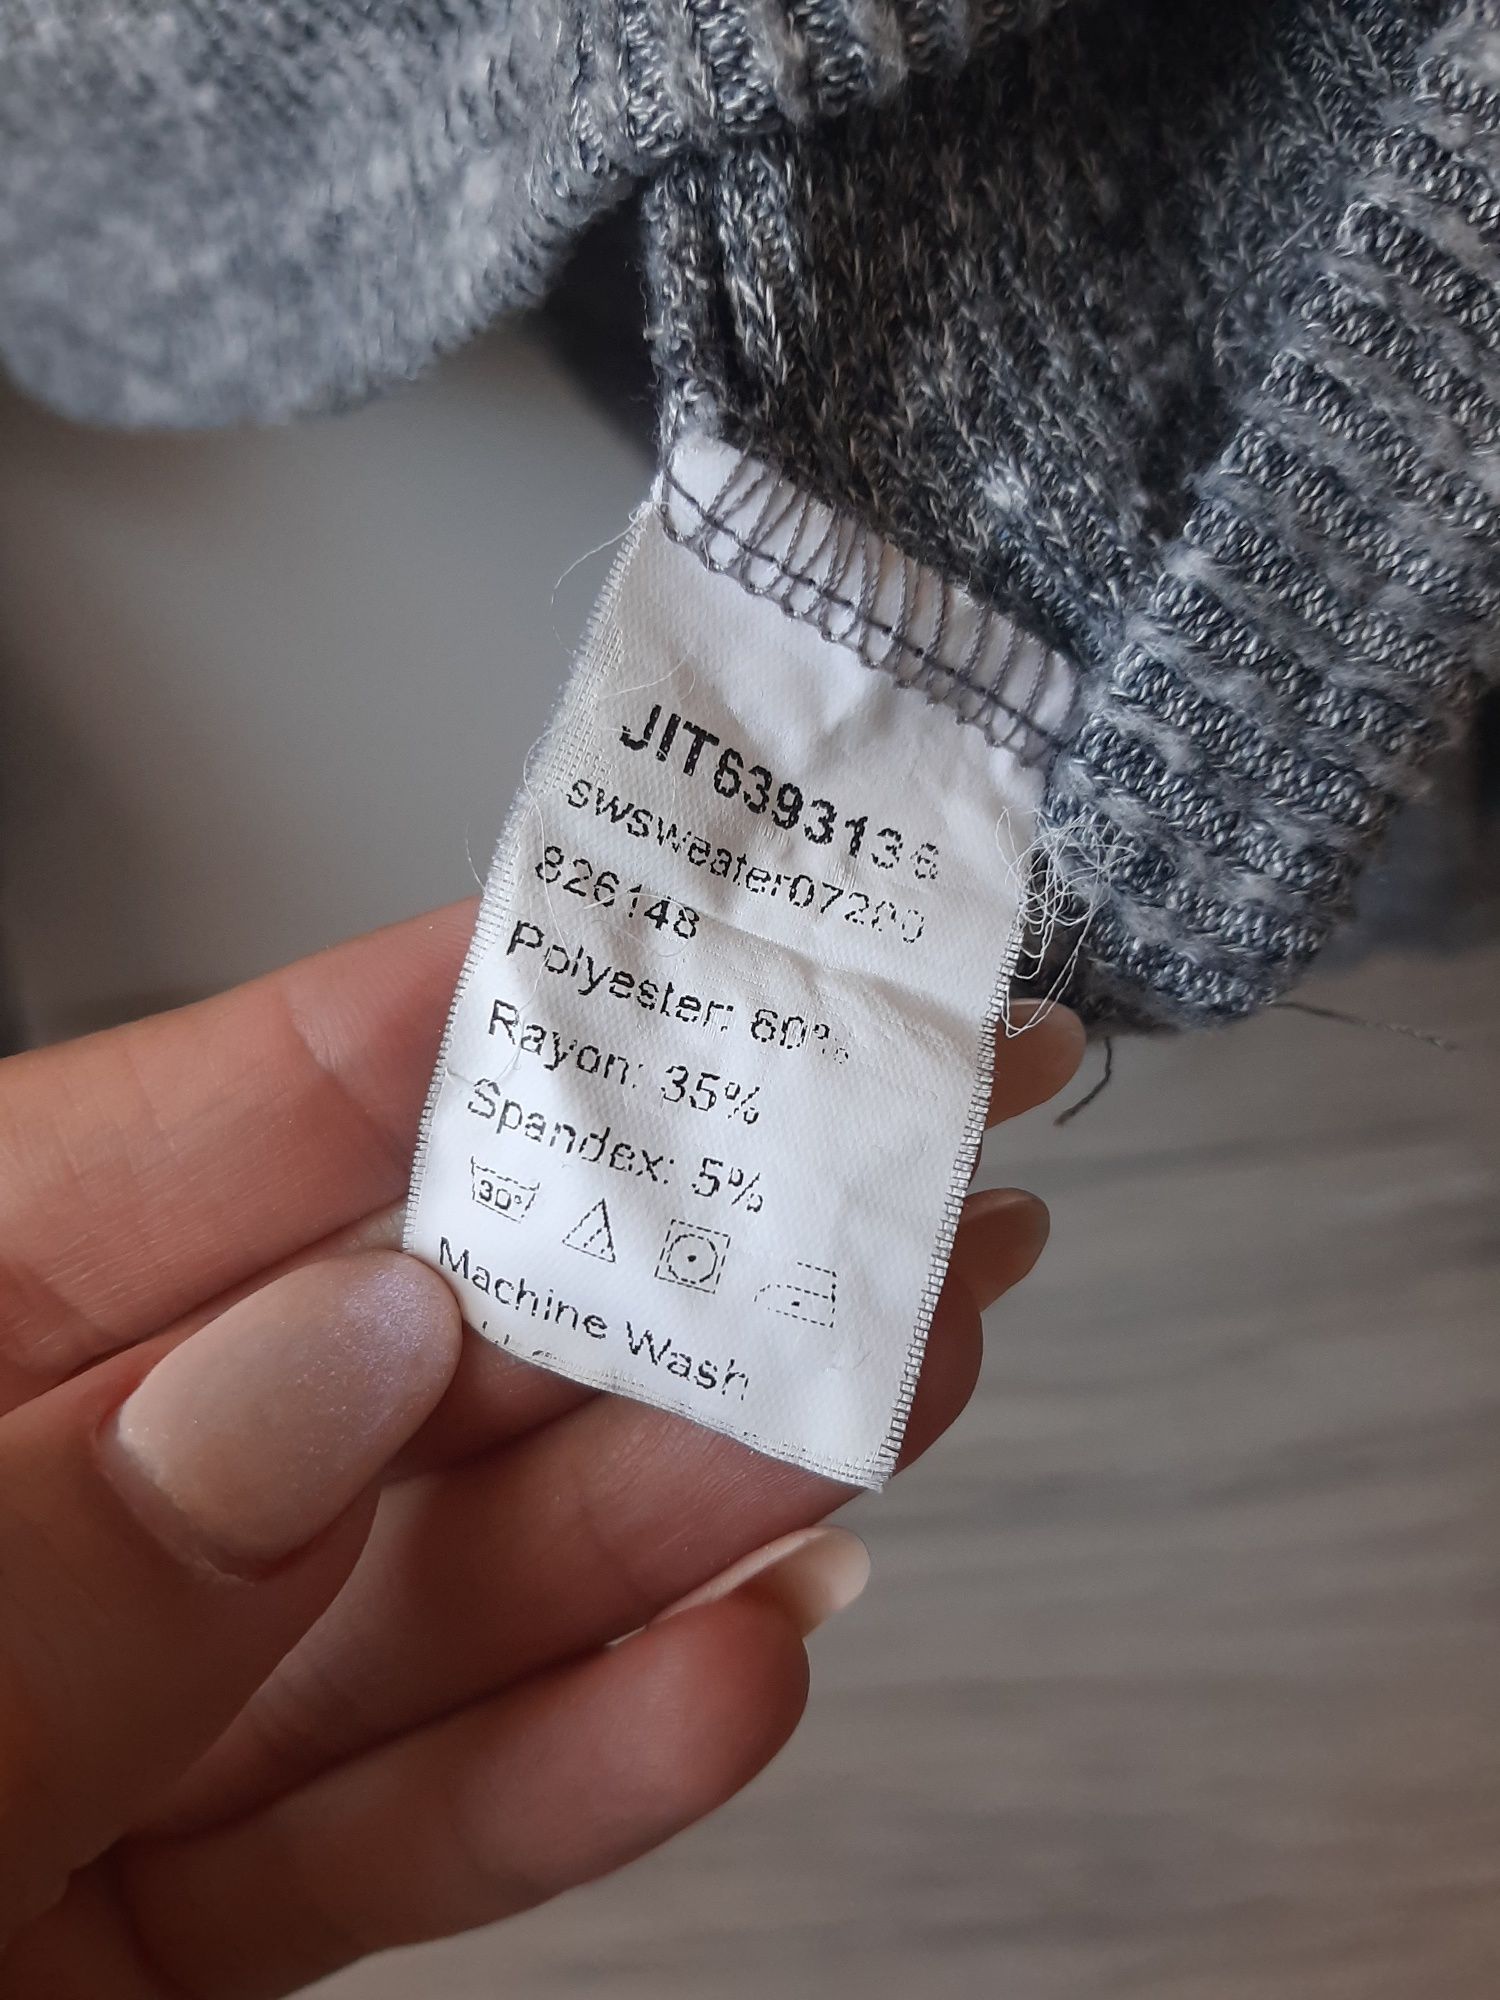 JIT6393136
swsweater07200
826148
Polyester: 60%
Rayon: 35%
Spandex: 5%
30°
Machine Wash